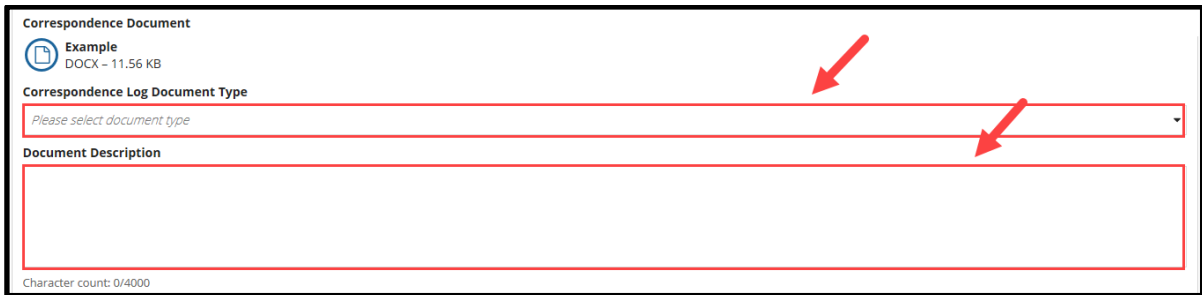 Correspondence Document
Example
DOCX – 11.56 KB
Correspondence Log Document Type
Please select document type
Document Description
Character count: 0/4000